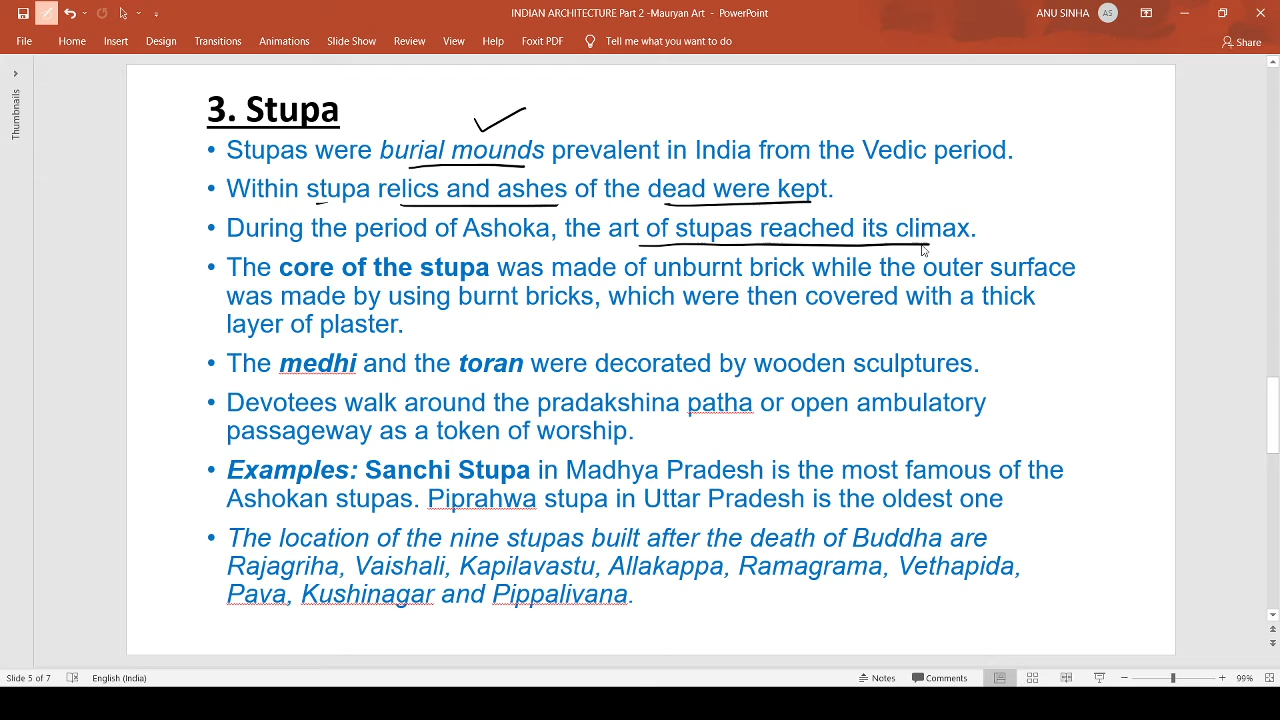 INDIAN ARCHITECTURE Part 2 -Mauryan Art - PowerPoint
ANU SINHA AS
File Home Insert Design Transitions Animations Slide Show Review View Help Foxit PDF Tell me what you want to do Share
Thumbnails
3. Stupa
• Stupas were burial mounds prevalent in India from the Vedic period.
• Within stupa relics and ashes of the dead were kept.
• During the period of Ashoka, the art of stupas reached its climax.
• The core of the stupa was made of unburnt brick while the outer surface
was made by using burnt bricks, which were then covered with a thick
layer of plaster.
• The medhi and the toran were decorated by wooden sculptures.
• Devotees walk around the pradakshina patha or open ambulatory
passageway as a token of worship.
• Examples: Sanchi Stupa in Madhya Pradesh is the most famous of the
Ashokan stupas. Piprahwa stupa in Uttar Pradesh is the oldest one
• The location of the nine stupas built after the death of Buddha are
Rajagriha, Vaishali, Kapilavastu, Allakappa, Ramagrama, Vethapida,
Pava, Kushinagar and Pippalivana.
Slide 5 of 7 English (India) Notes Comments 99%